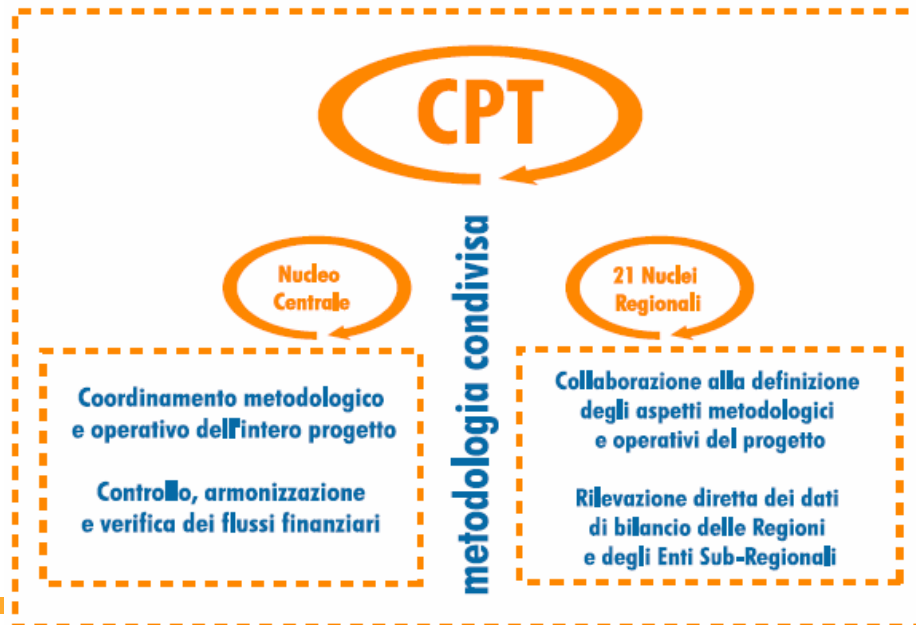 CPT
metodologia condivisa
Nucleo
Centrale
Coordinamento metodologico
e operativo dell'intero progetto
Controllo, armonizzazione
e verifica dei flussi finanziari
21 Nuclei
Regionali
Collaborazione alla definizione
degli aspetti metodologici
e operativi del progetto
Rilevazione diretta dei dati
di bilancio delle Regioni
e degli Enti Sub-Regionali